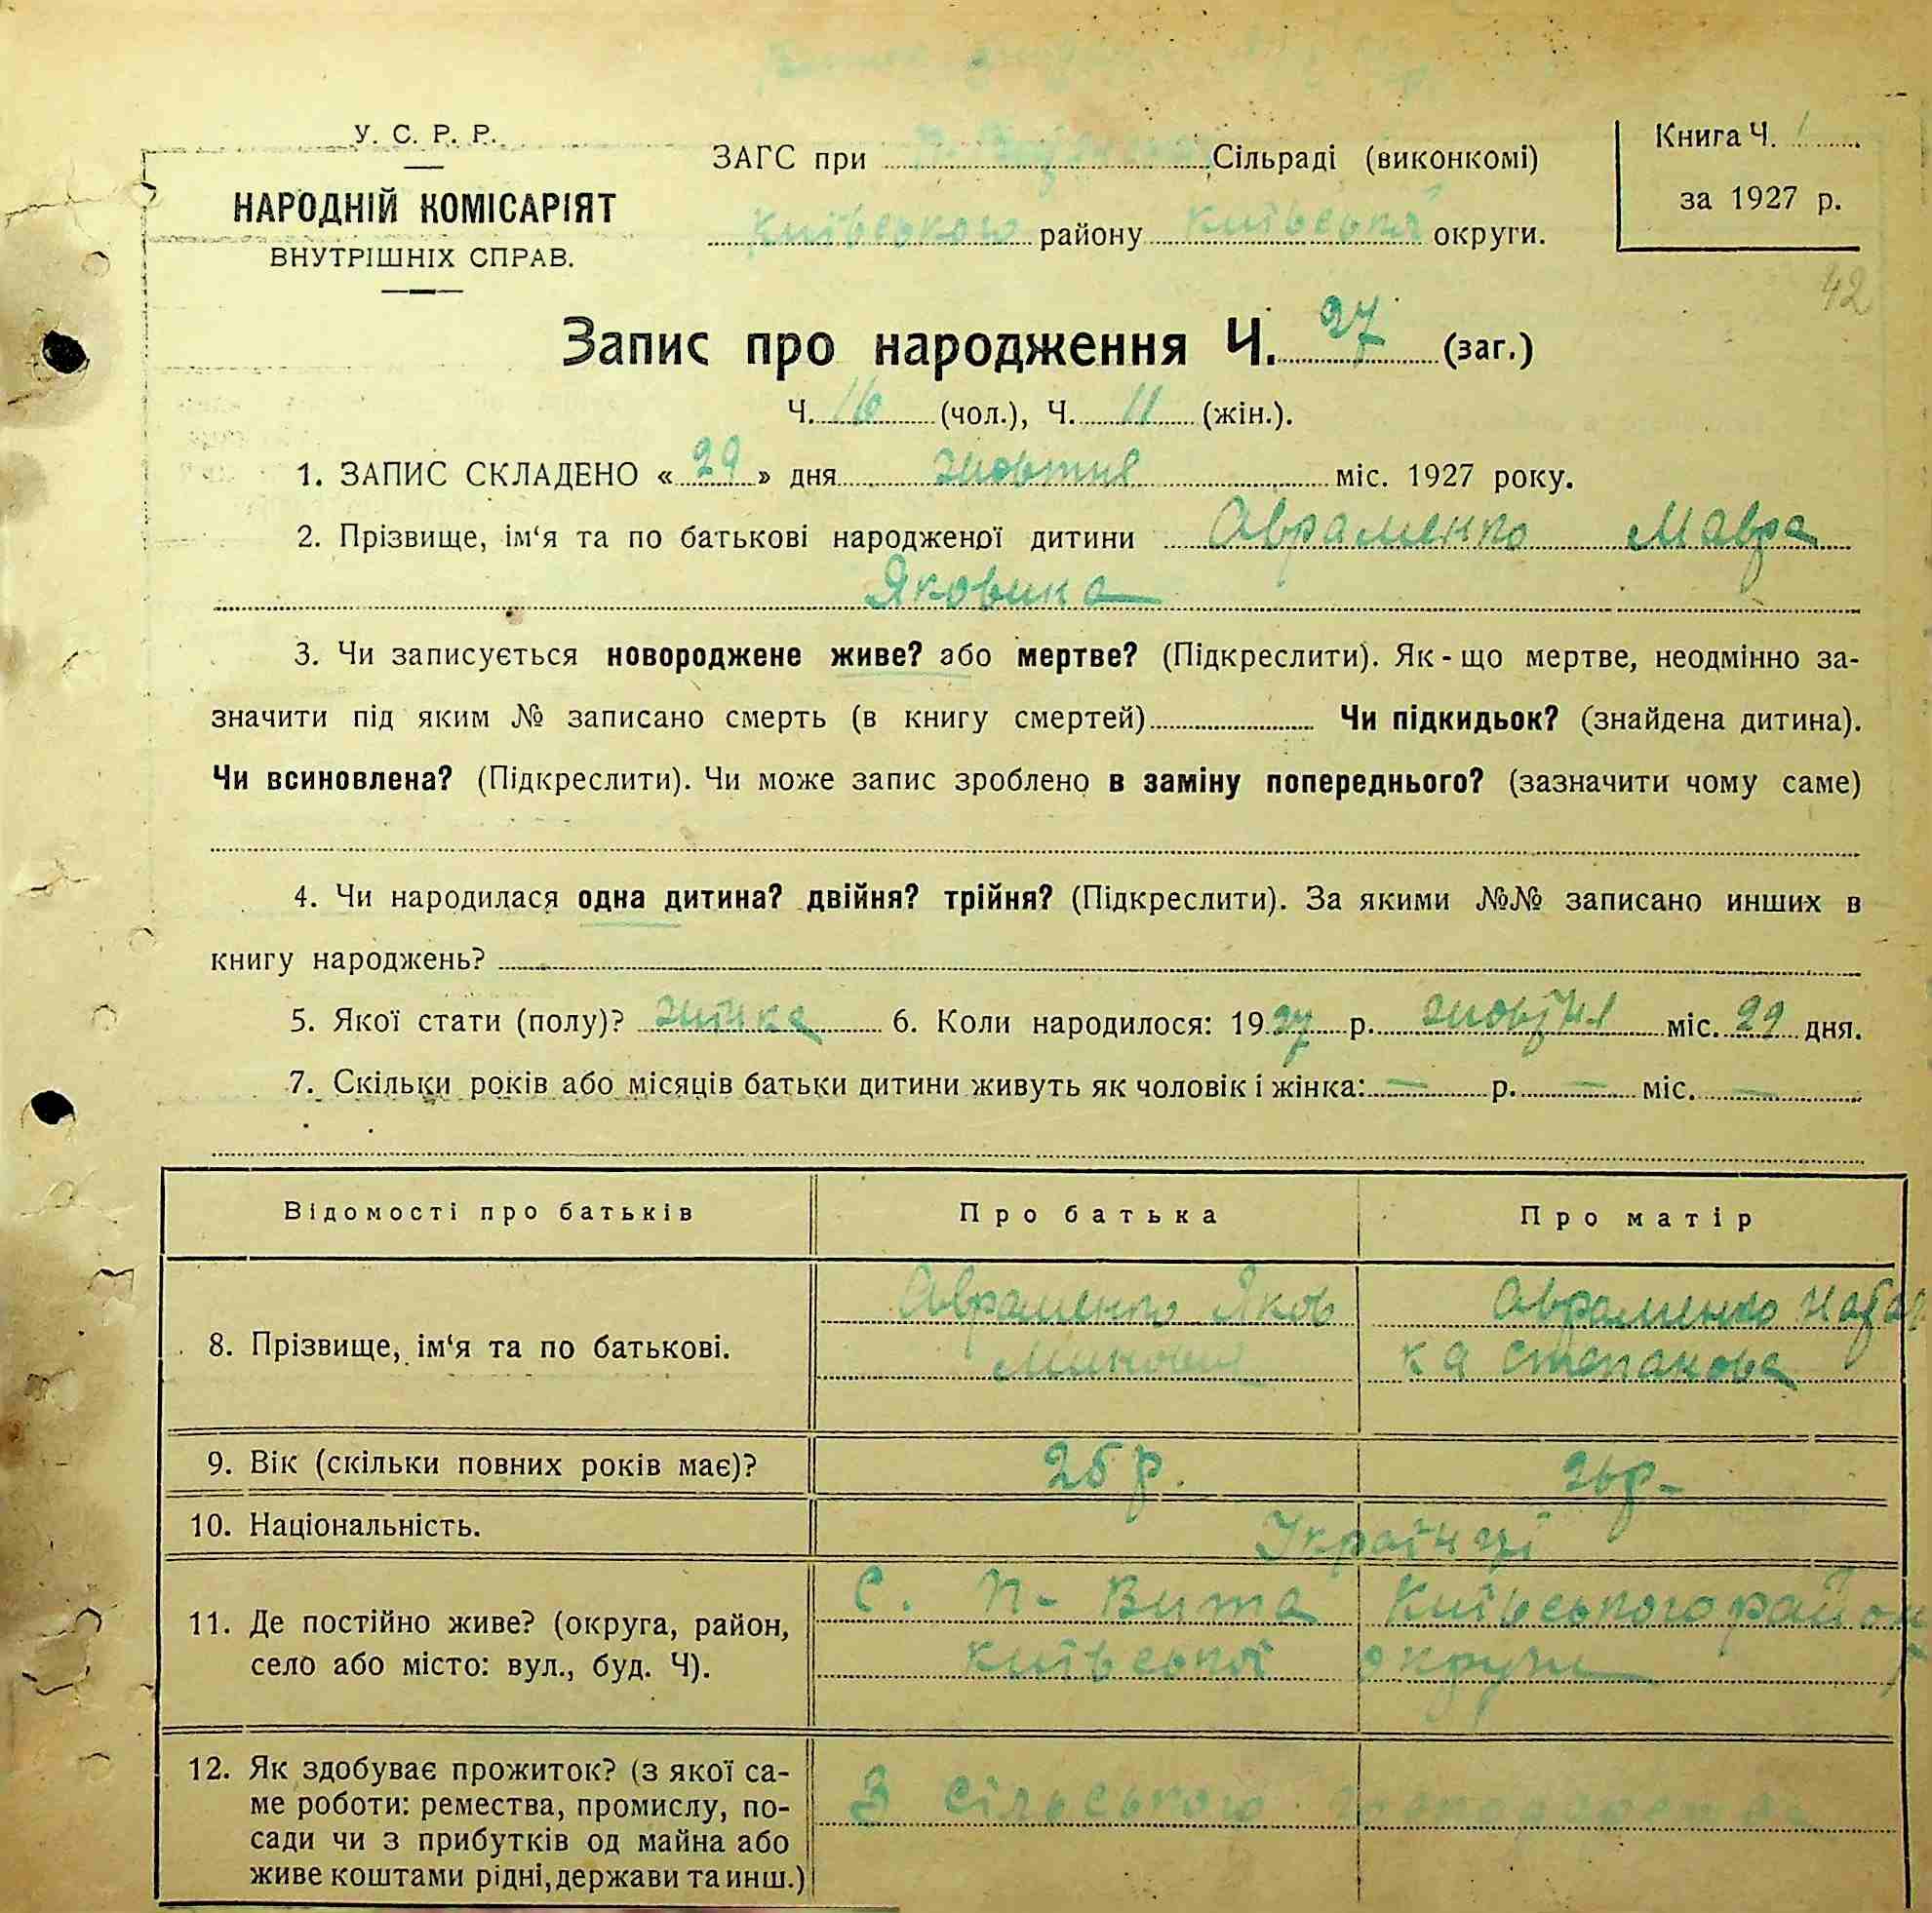 У. С. Р. Р.
НАРОДНІЙ КОМІСАРІЯТ
ВНУТРІШНІХ СПРАВ.
ЗАГС при Сільраді (виконкомі)
Київського району Київської округи.
Книга Ч. 1
за 1927 р.
42
Запис про народження Ч. 27 (заг.)
Ч. 16 (чол.), Ч. 11 (жін.).
1. ЗАПИС СКЛАДЕНО « 29 » дня жовтня міс. 1927 року.
2. Прізвище, ім‘я та по батькові народженої дитини Авраменко Мавра
Яковина
3. Чи записується новороджене живе? або мертве? (Підкреслити). Як-що мертве, неодмінно за-
значити під яким № записано смерть (в книгу смертей) Чи підкидьок? (знайдена дитина).
Чи всиновлена? (Підкреслити). Чи може запис зроблено в заміну попереднього? (зазначити чому саме)
4. Чи народилася одна дитина? двійня? трійня? (Підкреслити). За якими №№ записано инших в
книгу народжень?
5. Якої стати (полу)? жінка 6. Коли народилося: 1927 р. жовтня міс. 29 дня.
7. Скільки років або місяців батьки дитини живуть як чоловік і жінка: — р. — міс. —
Відомості про батьків Про батька Про матір
8. Прізвище, ім‘я та по батькові.
Авраменко Яков
Авраменко
ка Степанова
9. Вік (скільки повних років має)? 25 р. 26р-
10. Національність. Українці
11. Де постійно живе? (округа, район,
село або місто: вул., буд. Ч).
С. П- Вита Київського район
Київської округи
12. Як здобуває прожиток? (з якої са-
ме роботи: ремества, промислу, по-
сади чи з прибутків од майна або
живе коштами рідні, держави та инш.)
З сільського господарства